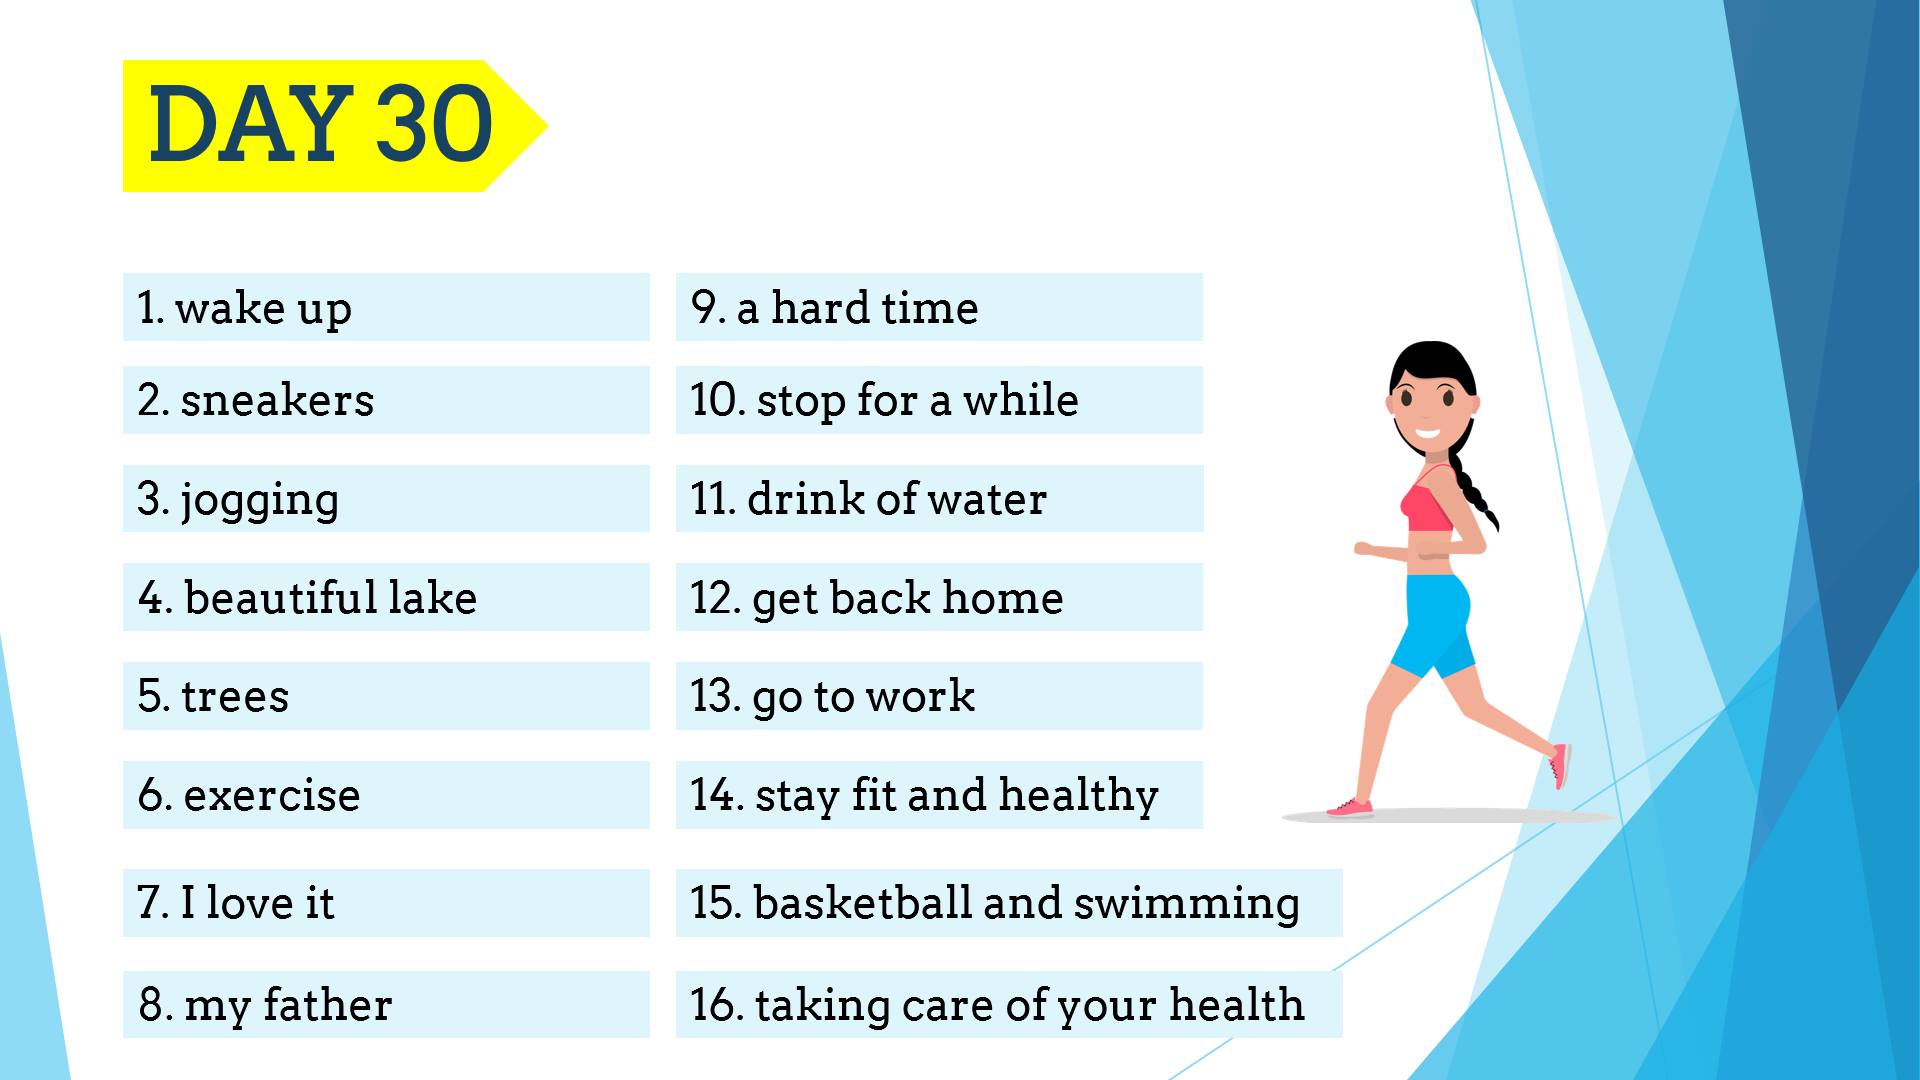 DAY 30
1. wake up
2. sneakers
3. jogging
4. beautiful lake
5. trees
6. exercise
7. I love it
8. my father
9. a hard time
10. stop for a while
11. drink of water
12. get back home
13. go to work
14. stay fit and healthy
15. basketball and swimming
16. taking care of your health